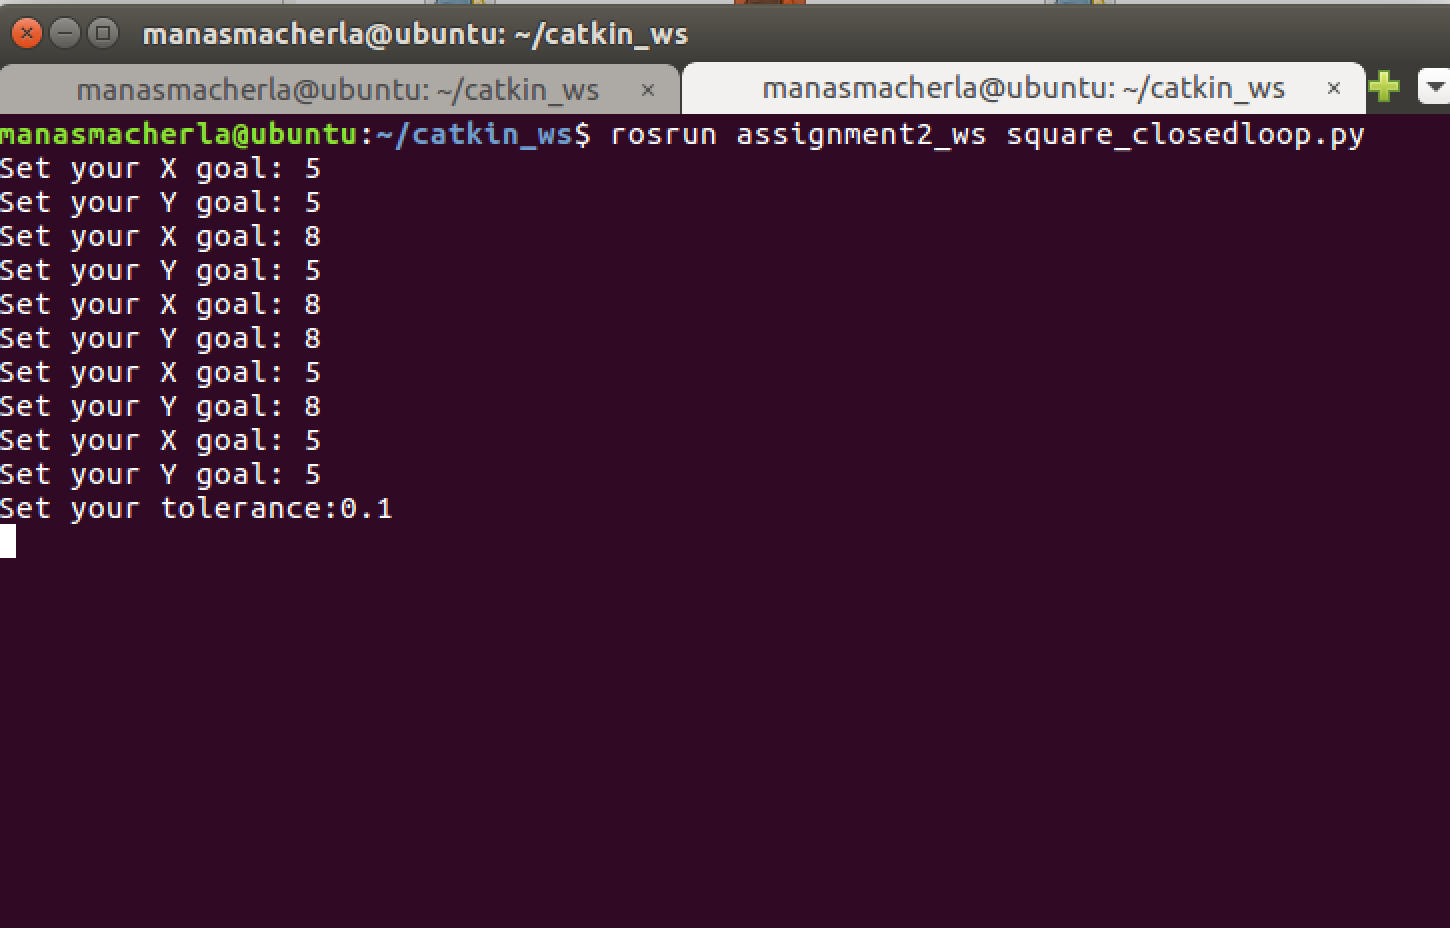 manasmacherla@ubuntu: ~/catkin_ws
manasmacherla@ubuntu: ~/catkin_ws × manasmacherla@ubuntu: ~/catkin_ws ×
manasmacherla@ubuntu:~/catkin_ws$ rosrun assignment2_ws square_closedloop.py
Set your X goal: 5
Set your Y goal: 5
Set your X goal: 8
Set your Y goal: 5
Set your X goal: 8
Set your Y goal: 8
Set your X goal: 5
Set your Y goal: 8
Set your X goal: 5
Set your Y goal: 5
Set your tolerance:0.1